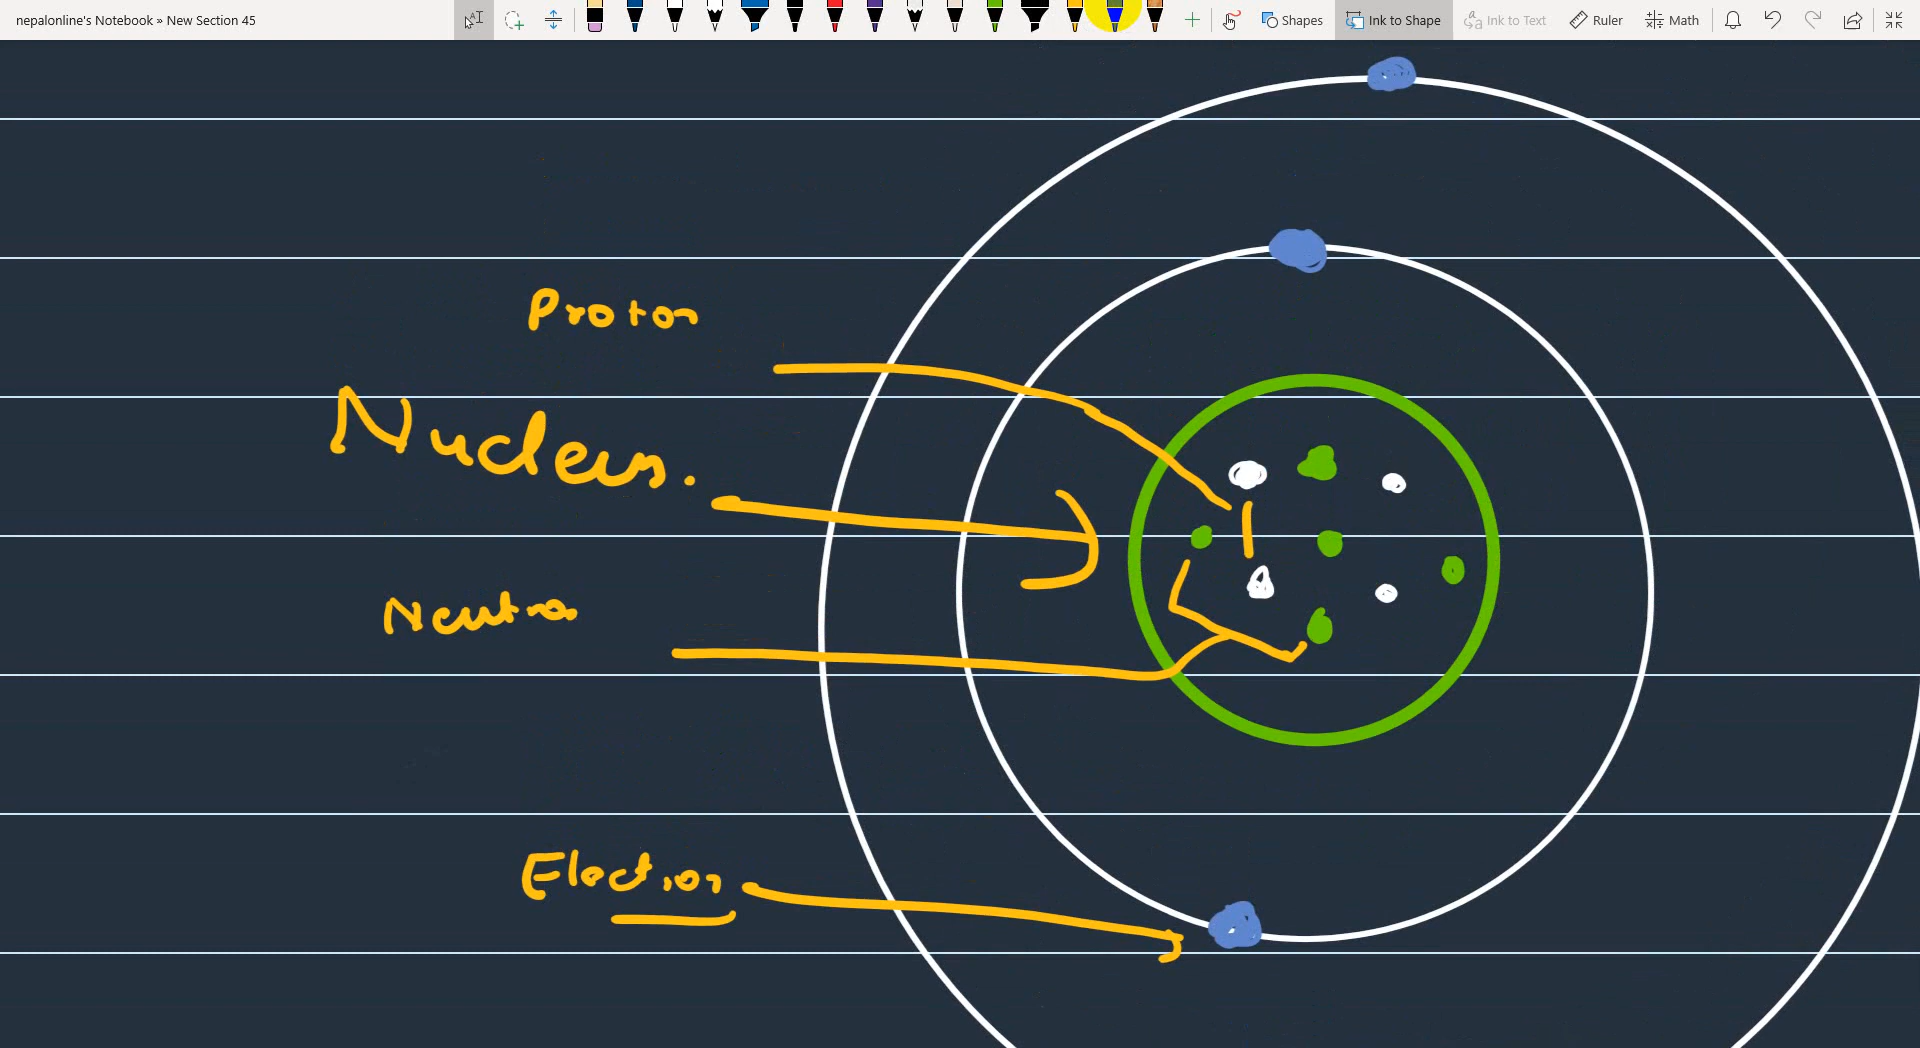 nepalonline's Notebook » New Section 45
Shapes Ink to Shape Ink to Text Ruler Math
Proton
Nucleus.
Neutron
Electron